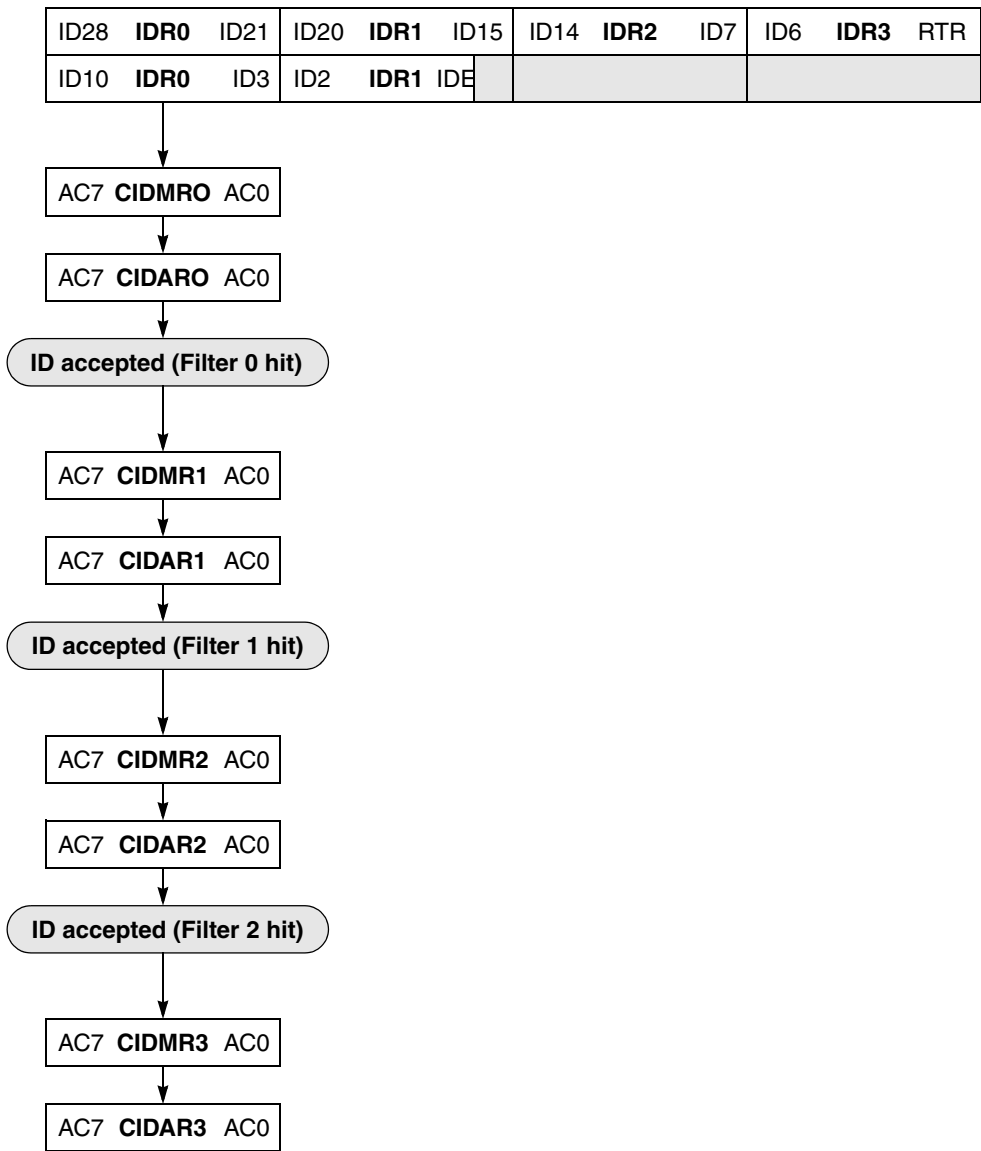 ID28 IDR0 ID21 ID20 IDR1 ID15 ID14 IDR2 ID7 ID6 IDR3 RTR
ID10 IDR0 ID3 ID2 IDR1 IDE
AC7 CIDMRO AC0
AC7 CIDARO AC0
ID accepted (Filter 0 hit)
AC7 CIDMR1 AC0
AC7 CIDAR1 AC0
ID accepted (Filter 1 hit)
AC7 CIDMR2 AC0
AC7 CIDAR2 AC0
ID accepted (Filter 2 hit)
AC7 CIDMR3 AC0
AC7 CIDAR3 AC0